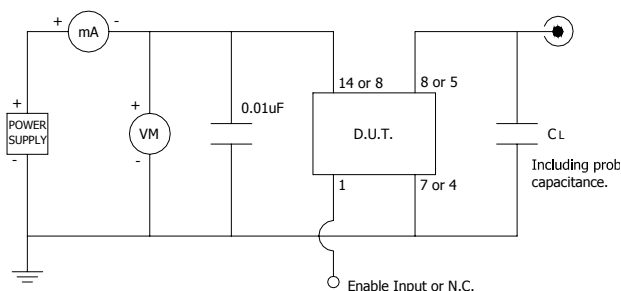 + mA -
14 or 8
8 or 5
0.01uF
+
POWER
SUPPLY
-
+
VM
-
D.U.T.
CL
Including prob
capacitance.
1
7 or 4
Enable Input or N.C.